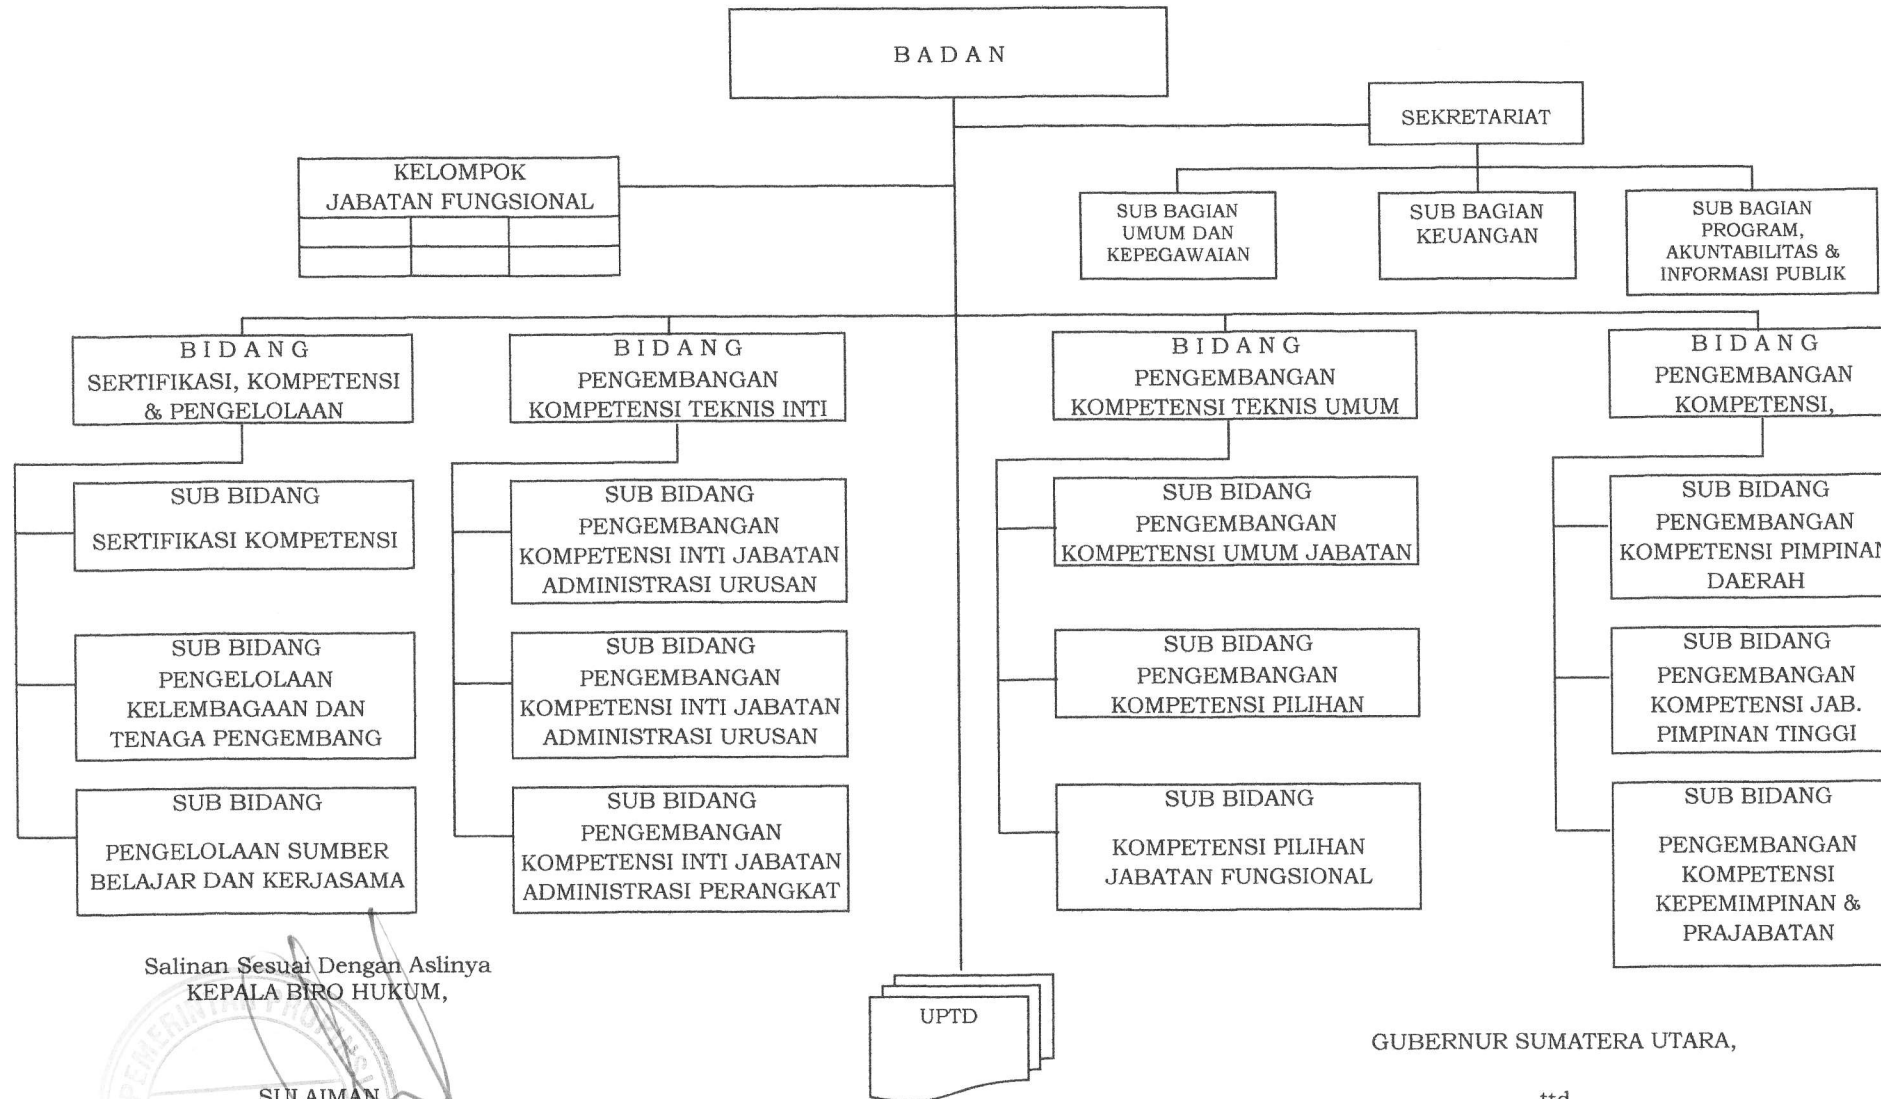 B A D A N
SEKRETARIAT
KELOMPOK
JABATAN FUNGSIONAL
SUB BAGIAN
UMUM DAN
KEPEGAWAIAN
SUB BAGIAN
KEUANGAN
SUB BAGIAN
PROGRAM,
AKUNTABILITAS &
INFORMASI PUBLIK
B I D A N G
SERTIFIKASI, KOMPETENSI
& PENGELOLAAN
B I D A N G
PENGEMBANGAN
KOMPETENSI TEKNIS INTI
B I D A N G
PENGEMBANGAN
KOMPETENSI TEKNIS UMUM
B I D A N G
PENGEMBANGAN
KOMPETENSI,
SUB BIDANG
SERTIFIKASI KOMPETENSI
SUB BIDANG
PENGELOLAAN
KELEMBAGAAN DAN
TENAGA PENGEMBANG
SUB BIDANG
PENGELOLAAN SUMBER
BELAJAR DAN KERJASAMA
SUB BIDANG
PENGEMBANGAN
KOMPETENSI INTI JABATAN
ADMINISTRASI URUSAN
SUB BIDANG
PENGEMBANGAN
KOMPETENSI INTI JABATAN
ADMINISTRASI URUSAN
SUB BIDANG
PENGEMBANGAN
KOMPETENSI INTI JABATAN
ADMINISTRASI PERANGKAT
SUB BIDANG
PENGEMBANGAN
KOMPETENSI UMUM JABATAN
SUB BIDANG
PENGEMBANGAN
KOMPETENSI PILIHAN
SUB BIDANG
KOMPETENSI PILIHAN
JABATAN FUNGSIONAL
SUB BIDANG
PENGEMBANGAN
KOMPETENSI PIMPINAN
DAERAH
SUB BIDANG
PENGEMBANGAN
KOMPETENSI JAB.
PIMPINAN TINGGI
SUB BIDANG
PENGEMBANGAN
KOMPETENSI
KEPEMIMPINAN &
PRAJABATAN
UPTD
Salinan Sesuai Dengan Aslinya
KEPALA BIRO HUKUM,
PEMERINTAH PROPINSI
SULAIMAN
GUBERNUR SUMATERA UTARA,
ttd